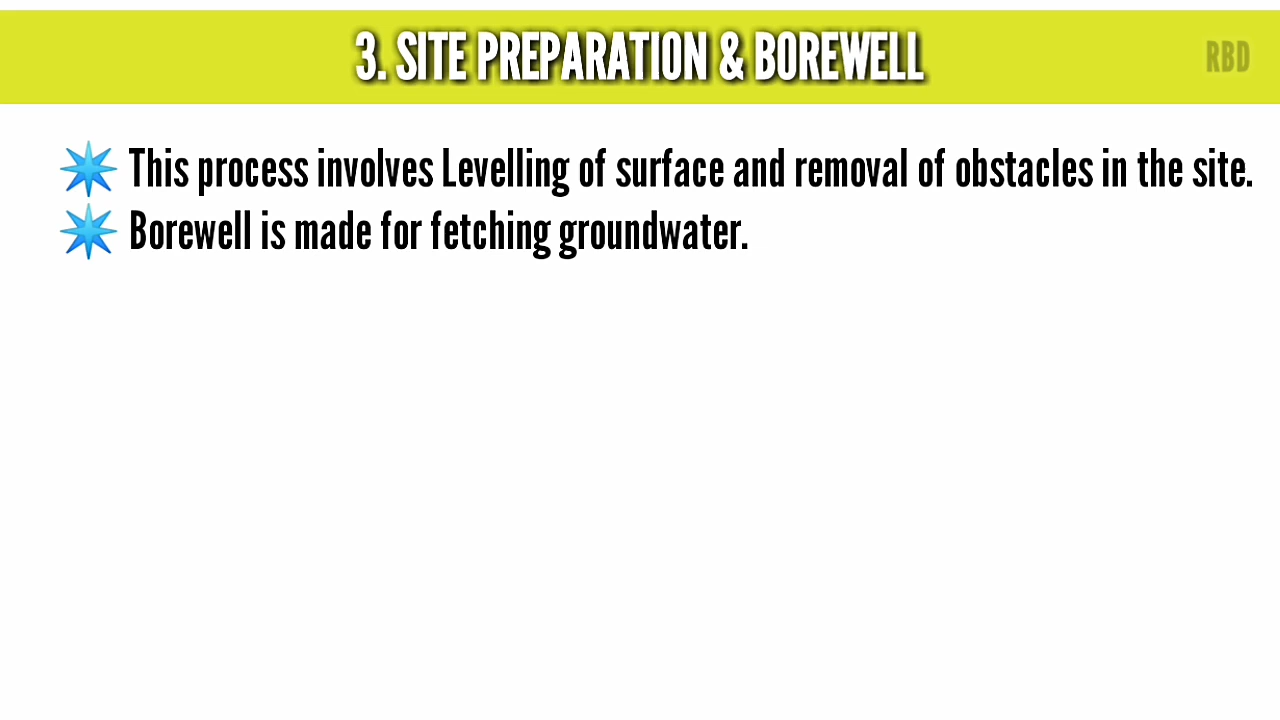 3. SITE PREPARATION & BOREWELL
RBD
This process involves Levelling of surface and removal of obstacles in the site.
Borewell is made for fetching groundwater.